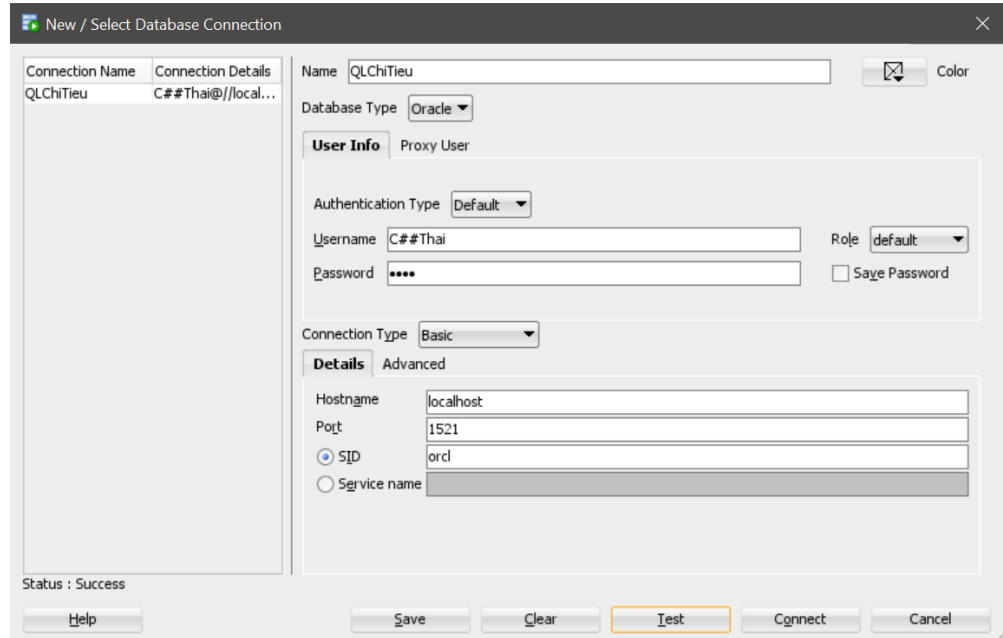 New / Select Database Connection
Connection Name Connection Details
QLChiTieu C##Thai@//local...
Name QLChiTieu Color
Database Type Oracle
User Info Proxy User
Authentication Type Default
Username C##Thai Role default
Password •••• Save Password
Connection Type Basic
Details Advanced
Hostname localhost
Port 1521
SID orcl
Service name
Status : Success
Help Save Clear Test Connect Cancel